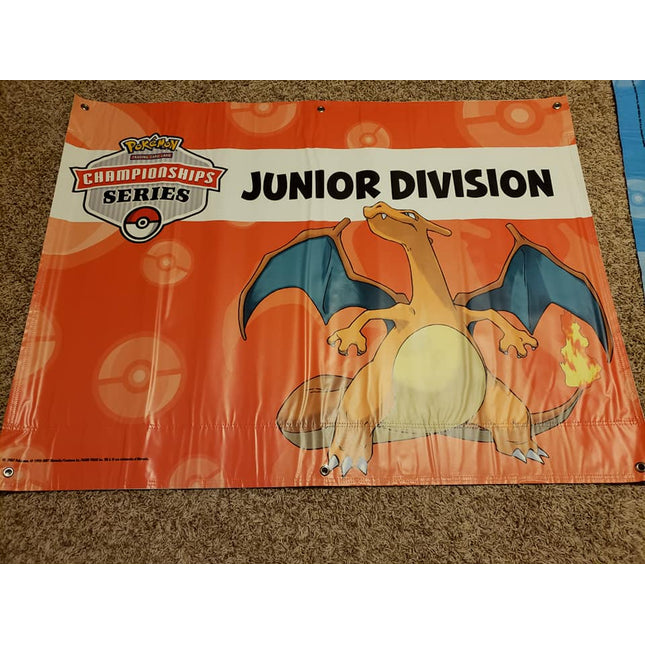 POKéMON
TRADING CARD GAME
CHAMPIONSHIPS
SERIES
JUNIOR DIVISION